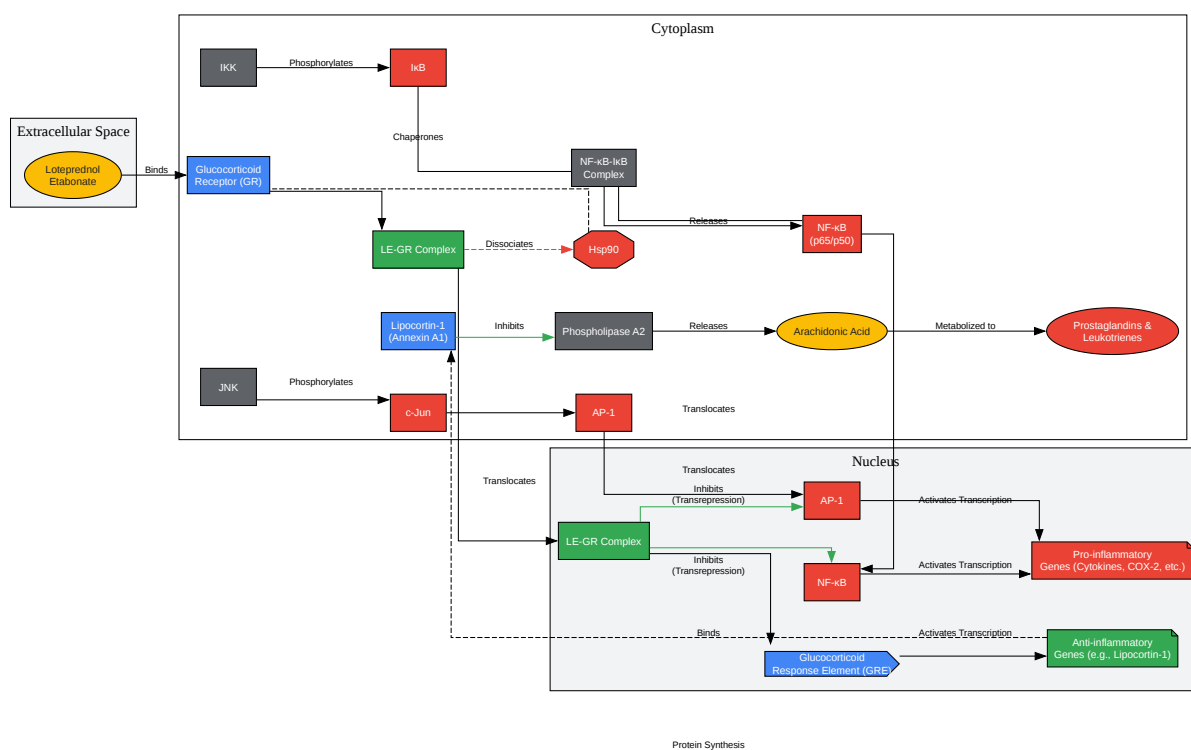 Cytoplasm
IKK
Phosphorylates
IκB
Extracellular Space
Loteprednol
Etabonate
Binds
Glucocorticoid
Receptor (GR)
Chaperones
NF-κB-IκB
Complex
Releases
NF-κB
(p65/p50)
LE-GR Complex
Dissociates
Hsp90
Lipocortin-1
(Annexin A1)
Inhibits
Phospholipase A2
Releases
Arachidonic Acid
Metabolized to
Prostaglandins &
Leukotrienes
JNK
Phosphorylates
c-Jun
AP-1
Translocates
Nucleus
Translocates
Translocates
Inhibits
(Transrepression)
AP-1
Activates Transcription
LE-GR Complex
Inhibits
(Transrepression)
NF-κB
Activates Transcription
Pro-inflammatory
Genes (Cytokines, COX-2, etc.)
Binds
Activates Transcription
Anti-inflammatory
Genes (e.g., Lipocortin-1)
Glucocorticoid
Response Element (GRE)
Protein Synthesis